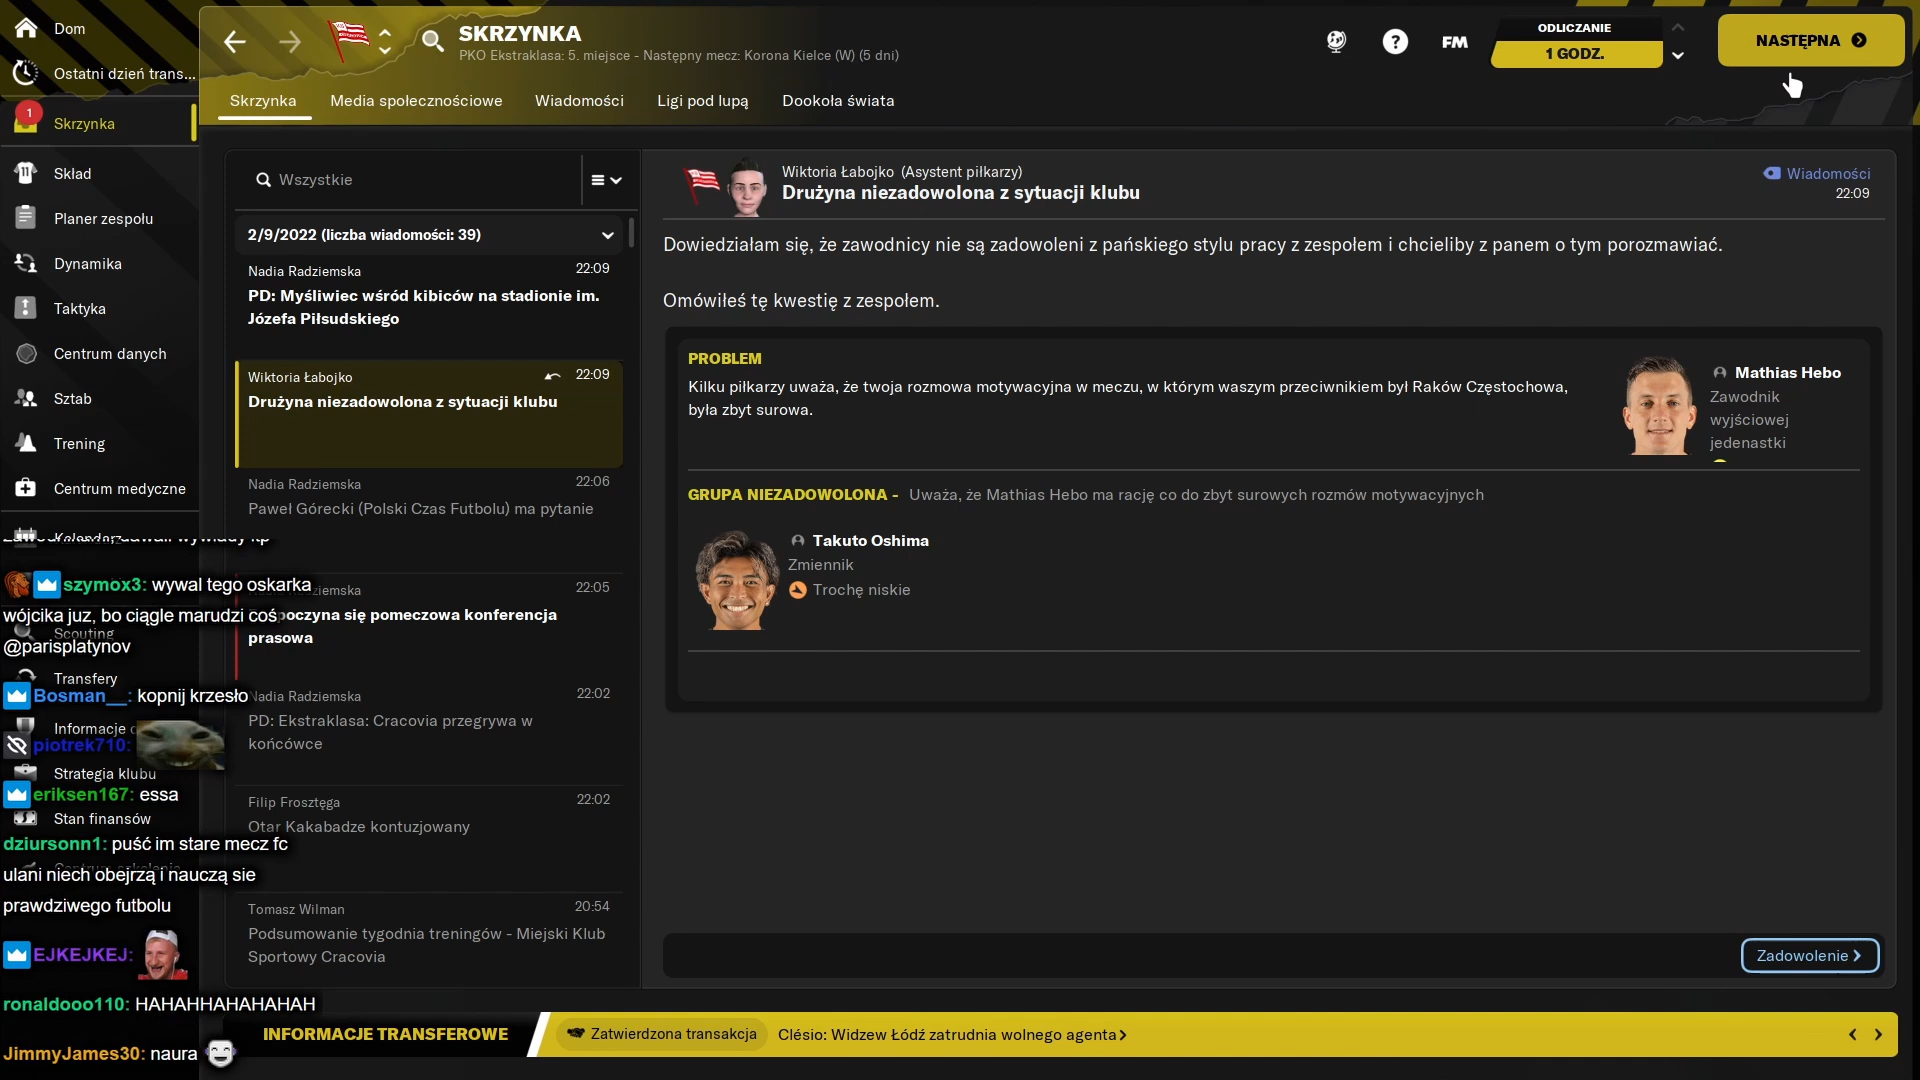 Dom
Ostatni dzień trans...
1
Skrzynka
Skład
Planer zespołu
Dynamika
Taktyka
Centrum danych
Sztab
Trening
Centrum medyczne
Kalendarz
Scouting
Transfery
Informacje
Strategia klubu
Stan finansów
szymox3: wywal tego oskarka
wójcika juz, bo ciągle marudzi coś
@parisplatynov
Bosman__: kopnij krzesło
piotrek710:
eriksen167: essa
dziursonn1: puść im stare mecz fc
ulani niech obejrzą i nauczą sie
prawdziwego futbolu
EJKEJKEJ:
ronaldooo110: HAHAHHAHAHAHAH
JimmyJames30: naura
SKRZYNKA
PKO Ekstraklasa: 5. miejsce - Następny mecz: Korona Kielce (W) (5 dni)
FM
ODLICZANIE
1 GODZ.
NASTĘPNA
Skrzynka
Media społecznościowe
Wiadomości
Ligi pod lupą
Dookoła świata
Wszystkie
2/9/2022 (liczba wiadomości: 39)
Nadia Radziemska 22:09
PD: Myśliwiec wśród kibiców na stadionie im.
Józefa Piłsudskiego
Wiktoria Łabojko 22:09
Drużyna niezadowolona z sytuacji klubu
Nadia Radziemska 22:06
Paweł Górecki (Polski Czas Futbolu) ma pytanie
22:05
poczyna się pomeczowa konferencja
prasowa
Nadia Radziemska 22:02
PD: Ekstraklasa: Cracovia przegrywa w
końcówce
Filip Frosztęga 22:02
Otar Kakabadze kontuzjowany
Tomasz Wilman 20:54
Podsumowanie tygodnia treningów - Miejski Klub
Sportowy Cracovia
Wiktoria Łabojko (Asystent piłkarzy)
Drużyna niezadowolona z sytuacji klubu
Wiadomości
22:09
Dowiedziałam się, że zawodnicy nie są zadowoleni z pańskiego stylu pracy z zespołem i chcieliby z panem o tym porozmawiać.
Omówiłeś tę kwestię z zespołem.
PROBLEM
Kilku piłkarzy uważa, że twoja rozmowa motywacyjna w meczu, w którym waszym przeciwnikiem był Raków Częstochowa,
była zbyt surowa.
Mathias Hebo
Zawodnik
wyjściowej
jedenastki
GRUPA NIEZADOWOLONA - Uważa, że Mathias Hebo ma rację co do zbyt surowych rozmów motywacyjnych
Takuto Oshima
Zmiennik
Trochę niskie
Zadowolenie
INFORMACJE TRANSFEROWE
Zatwierdzona transakcja
Clésio: Widzew Łódź zatrudnia wolnego agenta